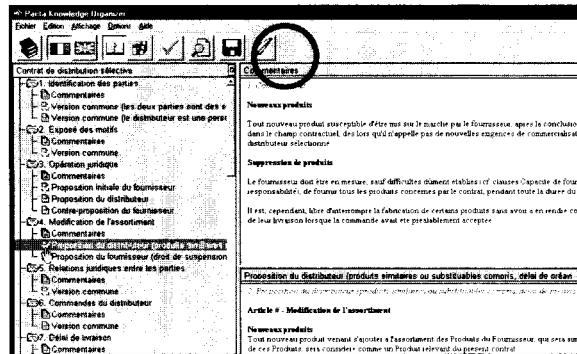 Pacta Knowledge Organizer
Fichier Edition Affichage Options Aide
Contrat de distribution sélective
1. Identification des parties
Commentaires
Version commune (les deux parties sont des s
Version commune (le distributeur est une pers
2. Exposé des motifs
Commentaires
Version commune
3. Opération juridique
Commentaires
Proposition initiale du fournisseur
Proposition du distributeur
Contre-proposition du fournisseur
4. Modification de l'assortiment
Commentaires
Proposition du distributeur (produits similaires
Proposition du fournisseur (droit de suspension
5. Relations juridiques entre les parties
Commentaires
Version commune
6. Commandes du distributeur
Commentaires
Version commune
7. Délai de livraison
Commentaires
Commentaires
Nouveaux produits
Tout nouveau produit susceptible d'être mis sur le marché par le fournisseur, après la conclusio
dans le champ contractuel, dès lors qu'il n'appelle pas de nouvelles exigences de commercialisat
distributeur sélectionné
Suppression de produits
Le fournisseur doit être en mesure, sauf difficultés dûment établies (cf. clauses Capacité de four
responsabilité), de fournir tous les produits concernés par le contrat, pendant toute la durée du
Il est, cependant, libre d'interrompre la fabrication de certains produits sans avoir à en rendre co
de leur livraison lorsque la commande avait été préalablement acceptée
Proposition du distributeur (produits similaires ou substituables compris, délai de préan
Article # - Modification de l'assortiment
Nouveaux produits
Tout nouveau produit venant s'ajouter à l'assortiment des Produits du Fournisseur, qui sera sur
de ces Produits, sera considéré comme un Produit relevant du présent contrat